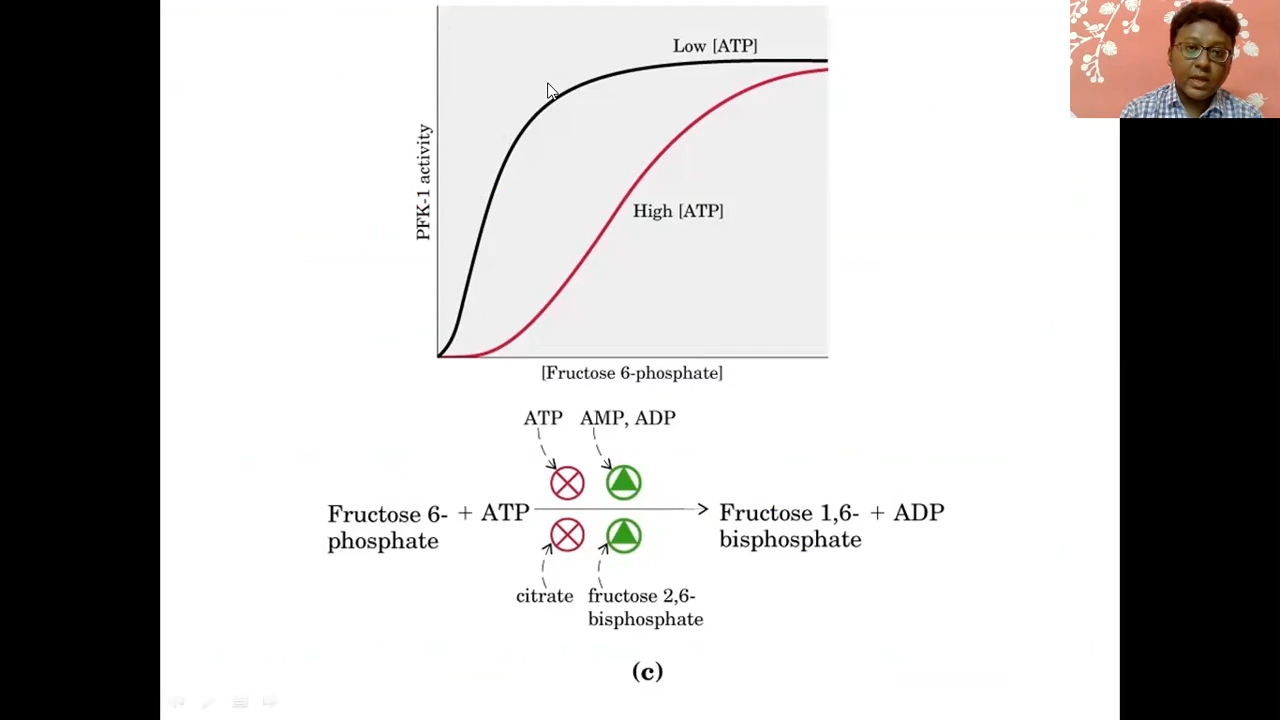 Low [ATP]
PFK-1 activity
High [ATP]
[Fructose 6-phosphate]
ATP AMP, ADP
Fructose 6- + ATP Fructose 1,6- + ADP
phosphate bisphosphate
citrate fructose 2,6-
bisphosphate
(c)